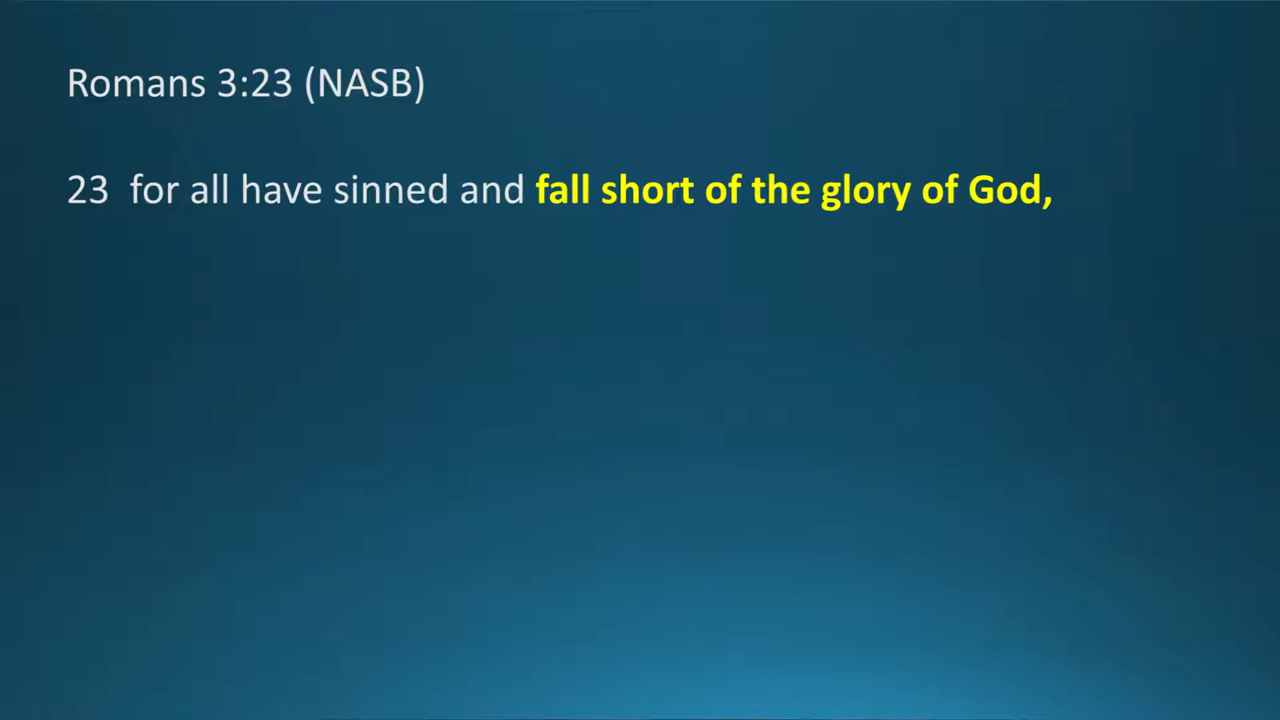 Romans 3:23 (NASB)
23 for all have sinned and fall short of the glory of God,